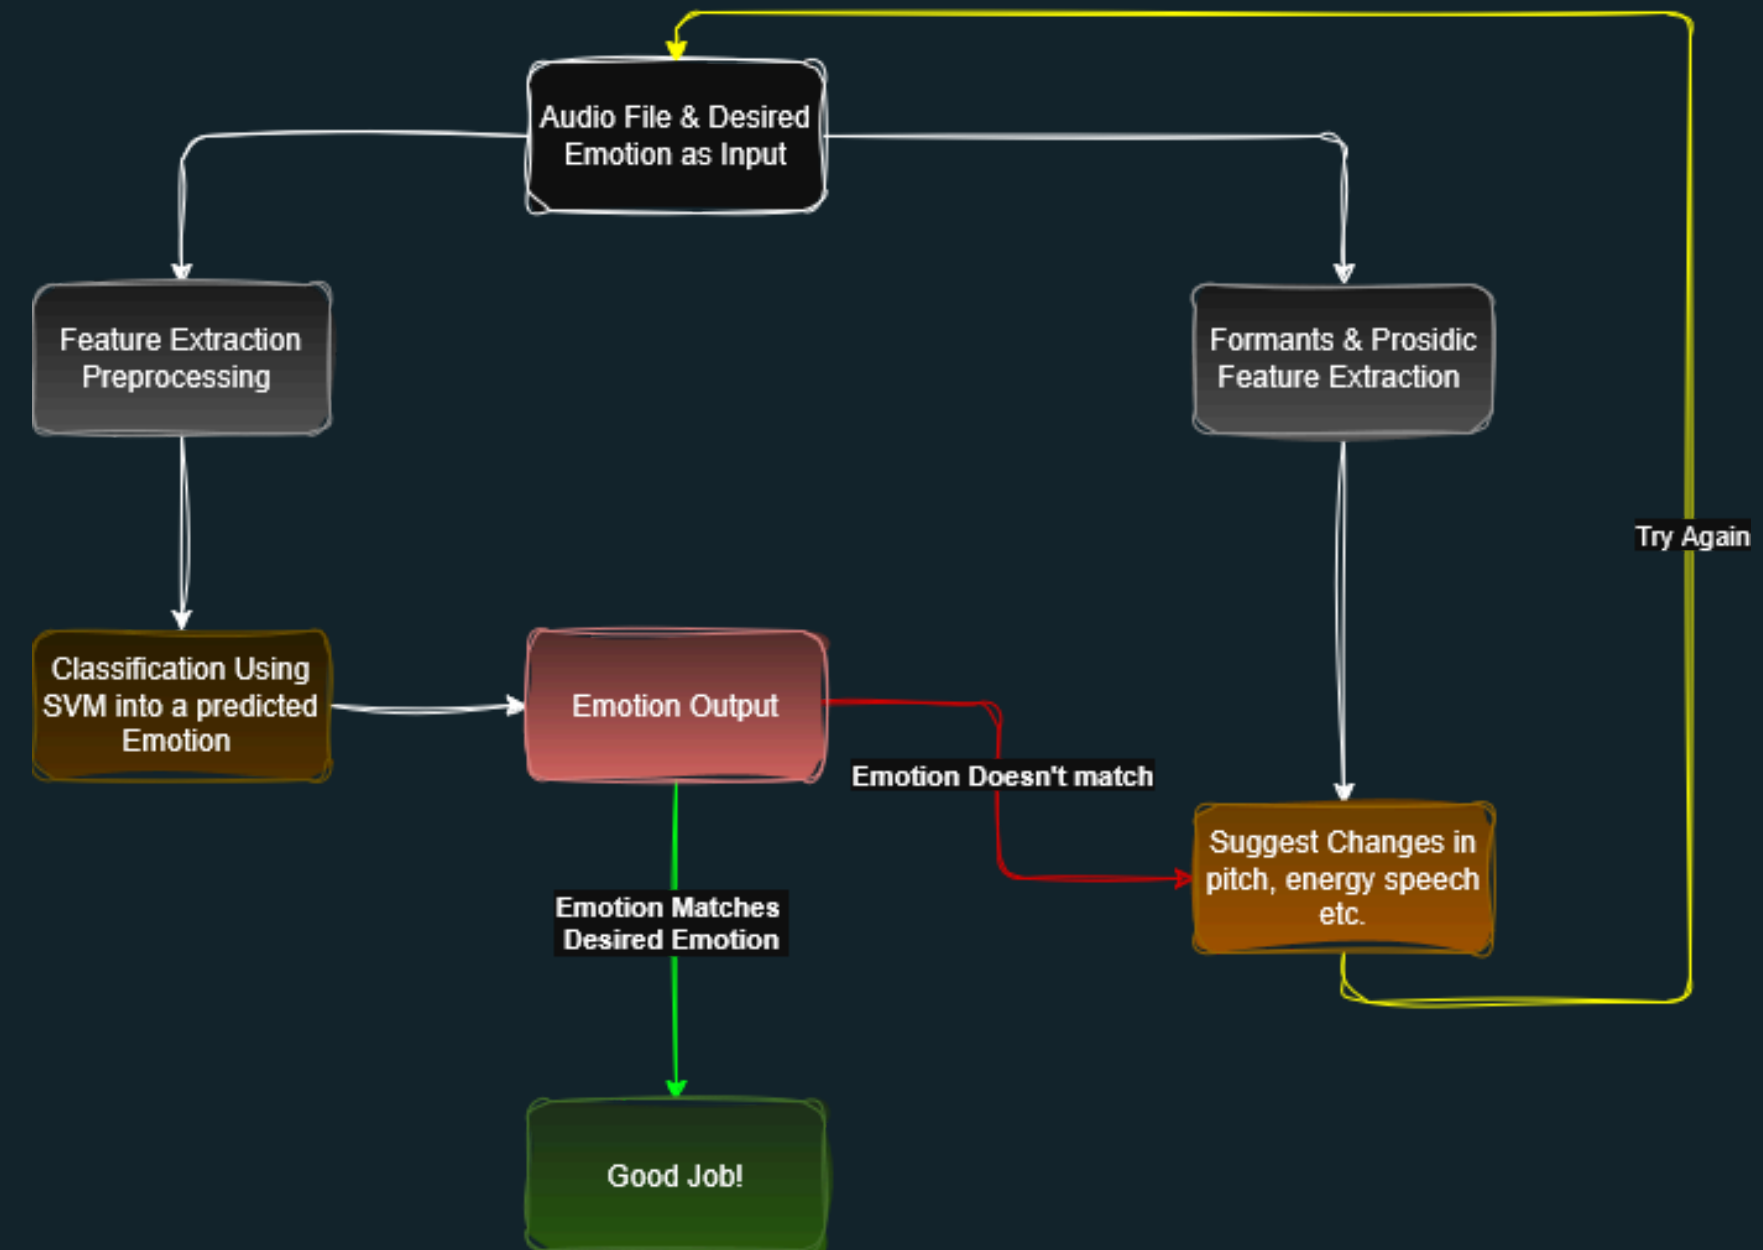 Audio File & Desired
Emotion as Input
Feature Extraction
Preprocessing
Formants & Prosidic
Feature Extraction
Try Again
Classification Using
SVM into a predicted
Emotion
Emotion Output
Emotion Doesn't match
Suggest Changes in
pitch, energy speech
etc.
Emotion Matches
Desired Emotion
Good Job!